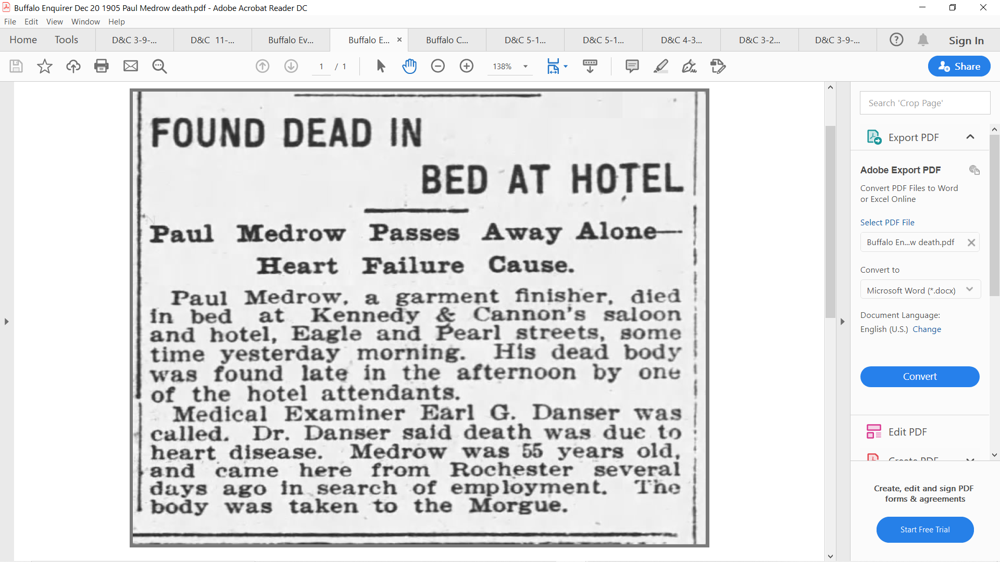 Buffalo Enquirer Dec 20 1905 Paul Medrow death.pdf - Adobe Acrobat Reader DC
File Edit View Window Help
Home Tools D&C 3-9-... D&C 11-... Buffalo Ev... Buffalo E... × Buffalo C... D&C 5-1... D&C 5-1... D&C 4-3... D&C 3-2... D&C 3-9-... Sign In
1 / 1 138% Share
FOUND DEAD IN
BED AT HOTEL
Paul Medrow Passes Away Alone—
Heart Failure Cause.
Paul Medrow, a garment finisher, died
in bed at Kennedy & Cannon's saloon
and hotel, Eagle and Pearl streets, some
time yesterday morning. His dead body
was found late in the afternoon by one
of the hotel attendants.
Medical Examiner Earl G. Danser was
called. Dr. Danser said death was due to
heart disease. Medrow was 55 years old,
and came here from Rochester several
days ago in search of employment. The
body was taken to the Morgue.
Search 'Crop Page'
Export PDF
Adobe Export PDF
Convert PDF Files to Word
or Excel Online
Select PDF File
Buffalo En...w death.pdf
Convert to
Microsoft Word (*.docx)
Document Language:
English (U.S.) Change
Convert
Edit PDF
Create PDF
Create, edit and sign PDF
forms & agreements
Start Free Trial